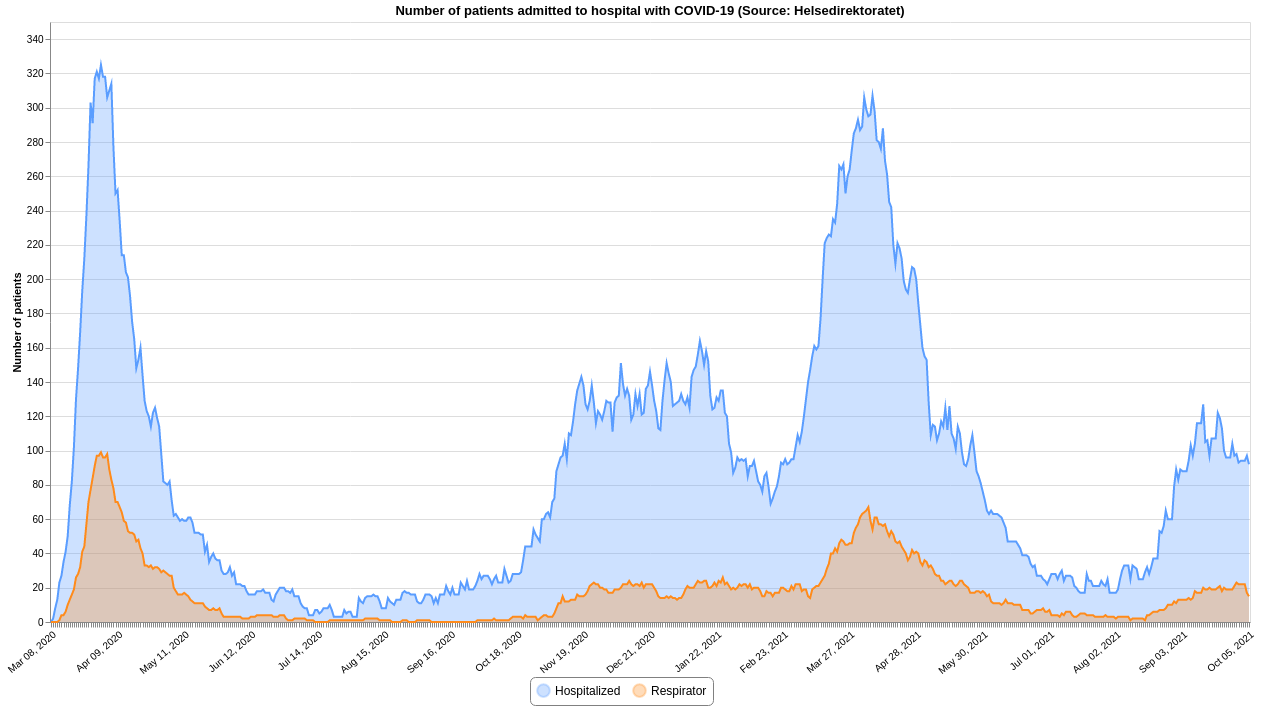 Number of patients admitted to hospital with COVID-19 (Source: Helsedirektoratet)
340
320
300
280
260
240
220
200
180
160
140
120
100
80
60
40
20
0
Number of patients
Mar 08, 2020
Apr 09, 2020
May 11, 2020
Jun 12, 2020
Jul 14, 2020
Aug 15, 2020
Sep 16, 2020
Oct 18, 2020
Nov 19, 2020
Dec 21, 2020
Jan 22, 2021
Feb 23, 2021
Mar 27, 2021
Apr 28, 2021
May 30, 2021
Jul 01, 2021
Aug 02, 2021
Sep 03, 2021
Oct 05, 2021
Hospitalized Respirator